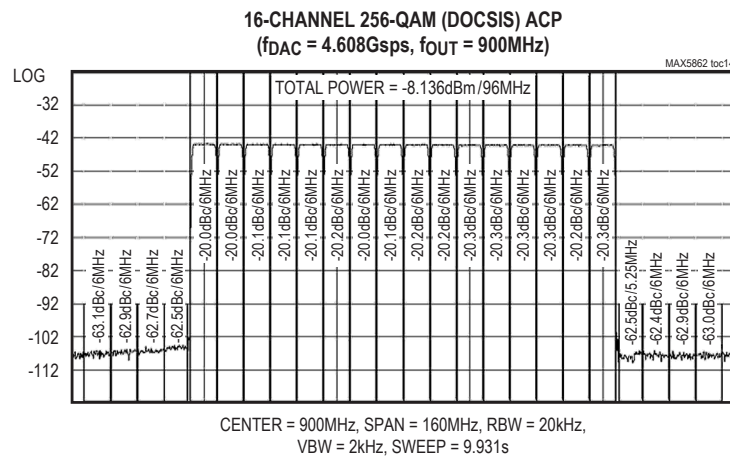 16-CHANNEL 256-QAM (DOCSIS) ACP
(fDAC = 4.608Gsps, fOUT = 900MHz)
MAX5862 toc14
LOG
TOTAL POWER = -8.136dBm/96MHz
-32
-42
-52
-62
-72
-82
-92
-102
-112
-63.1dBc/6MHz
-62.9dBc/6MHz
-62.7dBc/6MHz
-62.5dBc/6MHz
-20.0dBc/6MHz
-20.0dBc/6MHz
-20.1dBc/6MHz
-20.1dBc/6MHz
-20.1dBc/6MHz
-20.2dBc/6MHz
-20.0dBc/6MHz
-20.1dBc/6MHz
-20.2dBc/6MHz
-20.2dBc/6MHz
-20.3dBc/6MHz
-20.3dBc/6MHz
-20.3dBc/6MHz
-20.3dBc/6MHz
-20.2dBc/6MHz
-20.3dBc/6MHz
-62.5dBc/5.25MHz
-62.4dBc/6MHz
-62.9dBc/6MHz
-63.0dBc/6MHz
CENTER = 900MHz, SPAN = 160MHz, RBW = 20kHz,
VBW = 2kHz, SWEEP = 9.931s